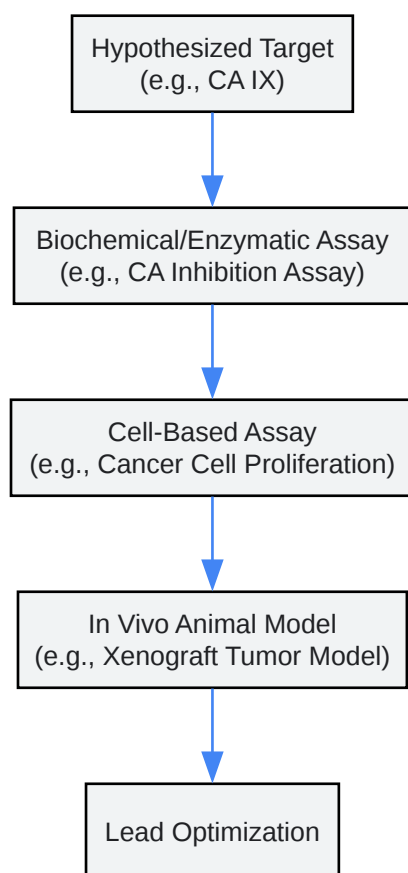 Hypothesized Target
(e.g., CA IX)
Biochemical/Enzymatic Assay
(e.g., CA Inhibition Assay)
Cell-Based Assay
(e.g., Cancer Cell Proliferation)
In Vivo Animal Model
(e.g., Xenograft Tumor Model)
Lead Optimization